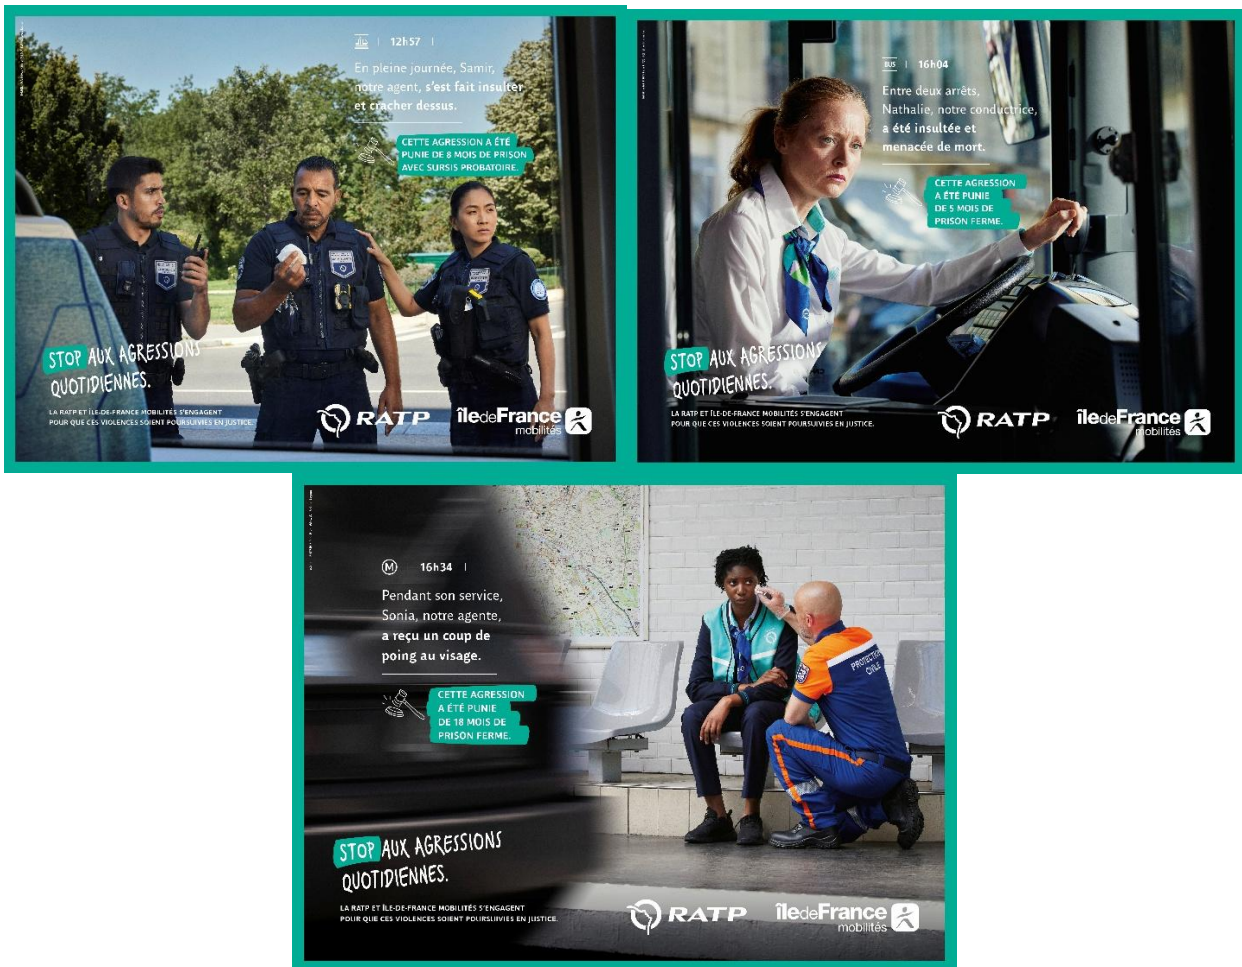 12h57
En pleine journée, Samir,
notre agent, s'est fait insulter
et cracher dessus.
CETTE AGRESSION A ÉTÉ
PUNIE DE 8 MOIS DE PRISON
AVEC SURSIS PROBATOIRE.
STOP AUX AGRESSIONS
QUOTIDIENNES.
LA RATP ET ÎLE-DE-FRANCE MOBILITÉS S'ENGAGENT
POUR QUE CES VIOLENCES SOIENT POURSUIVIES EN JUSTICE.
RATP
îledeFrance
mobilités
BUS 16h04
Entre deux arrêts,
Nathalie, notre conductrice,
a été insultée et
menacée de mort.
CETTE AGRESSION
A ÉTÉ PUNIE
DE 5 MOIS DE
PRISON FERME.
STOP AUX AGRESSIONS
QUOTIDIENNES.
LA RATP ET ÎLE-DE-FRANCE MOBILITÉS S'ENGAGENT
POUR QUE CES VIOLENCES SOIENT POURSUIVIES EN JUSTICE.
RATP
îledeFrance
mobilités
M 16h34
Pendant son service,
Sonia, notre agente,
a reçu un coup de
poing au visage.
CETTE AGRESSION
A ÉTÉ PUNIE
DE 18 MOIS DE
PRISON FERME.
PROTECTION
CIVILE
STOP AUX AGRESSIONS
QUOTIDIENNES.
LA RATP ET ÎLE-DE-FRANCE MOBILITÉS S'ENGAGENT
POUR QUE CES VIOLENCES SOIENT POURSUIVIES EN JUSTICE.
RATP
îledeFrance
mobilités